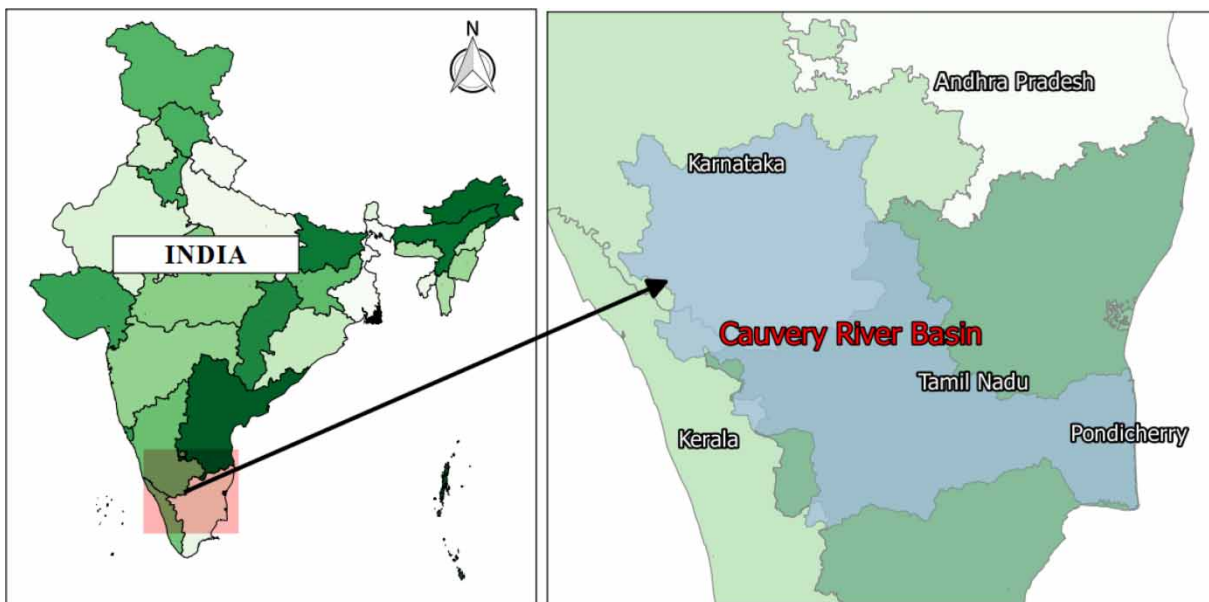 N
INDIA
Andhra Pradesh
Karnataka
Cauvery River Basin
Tamil Nadu
Kerala
Pondicherry